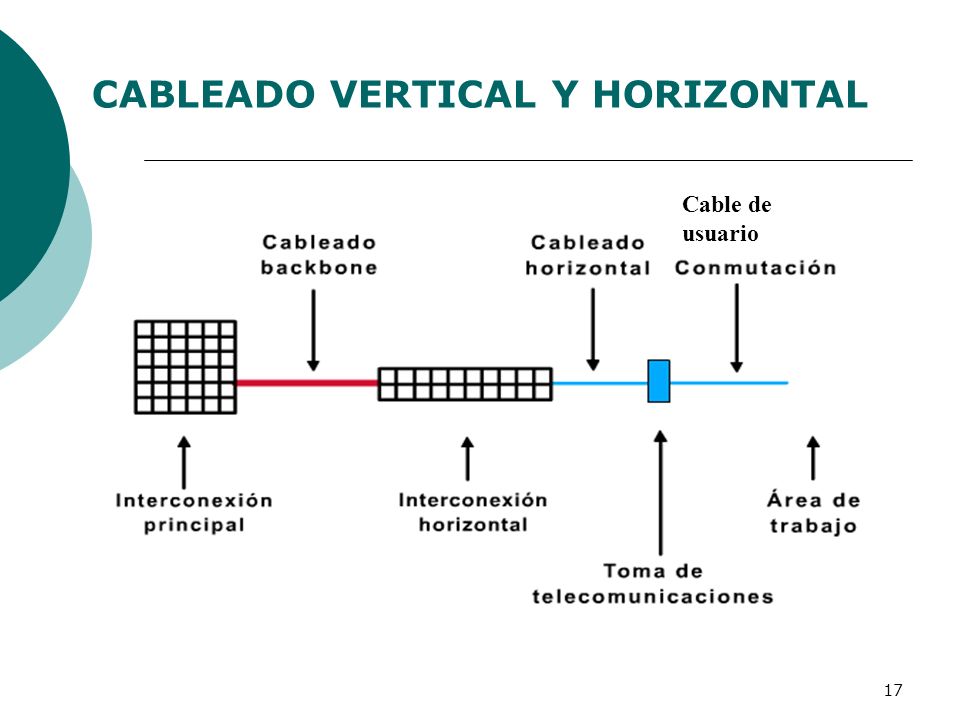 CABLEADO VERTICAL Y HORIZONTAL
Cable de
usuario
Cableado
backbone
Cableado
horizontal
Conmutación
Interconexión
principal
Interconexión
horizontal
Área de
trabajo
Toma de
telecomunicaciones
17